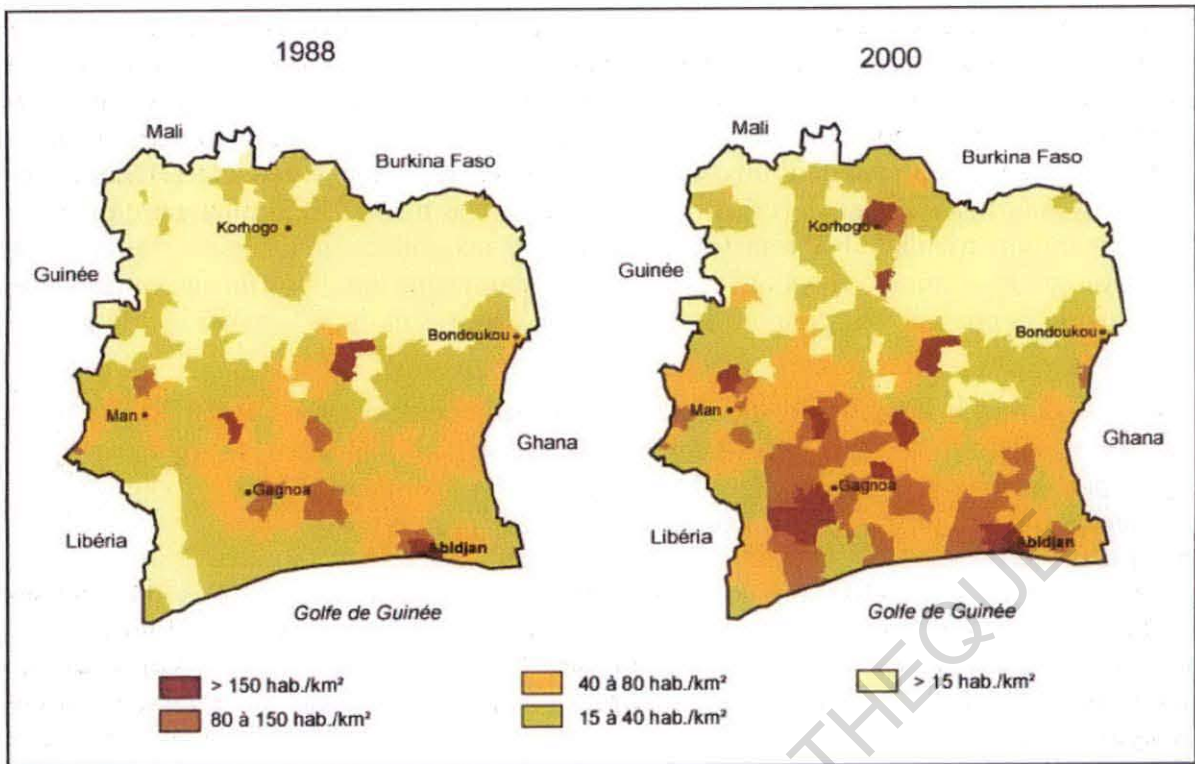 1988
Mali
Burkina Faso
Korhogo
Guinée
Bondoukou
Man
Ghana
Gagnoa
Libéria
Abidjan
Golfe de Guinée
2000
Mali
Burkina Faso
Korhogo
Guinée
Bondoukou
Man
Ghana
Gagnoa
Libéria
Abidjan
Golfe de Guinée
> 150 hab./km²
80 à 150 hab./km²
40 à 80 hab./km²
15 à 40 hab./km²
> 15 hab./km²
THEQUE